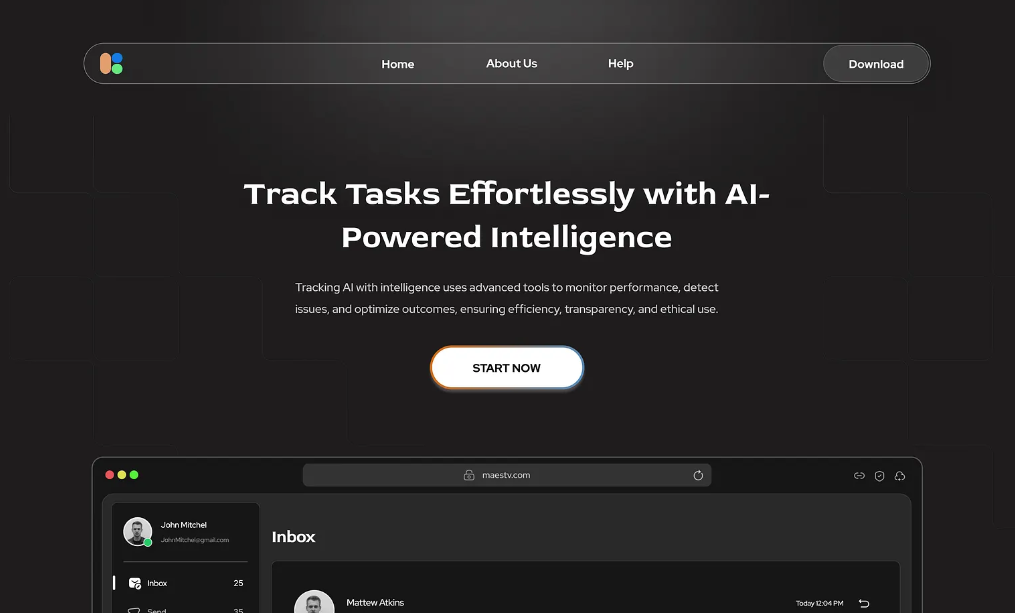 Home
About Us
Help
Download
Track Tasks Effortlessly with AI-
Powered Intelligence
Tracking AI with intelligence uses advanced tools to monitor performance, detect
issues, and optimize outcomes, ensuring efficiency, transparency, and ethical use.
START NOW
maestv.com
John Mitchel
JohnMitchel@gmail.com
Inbox 25
Send 35
Inbox
Mattew Atkins
Today 12:04 PM